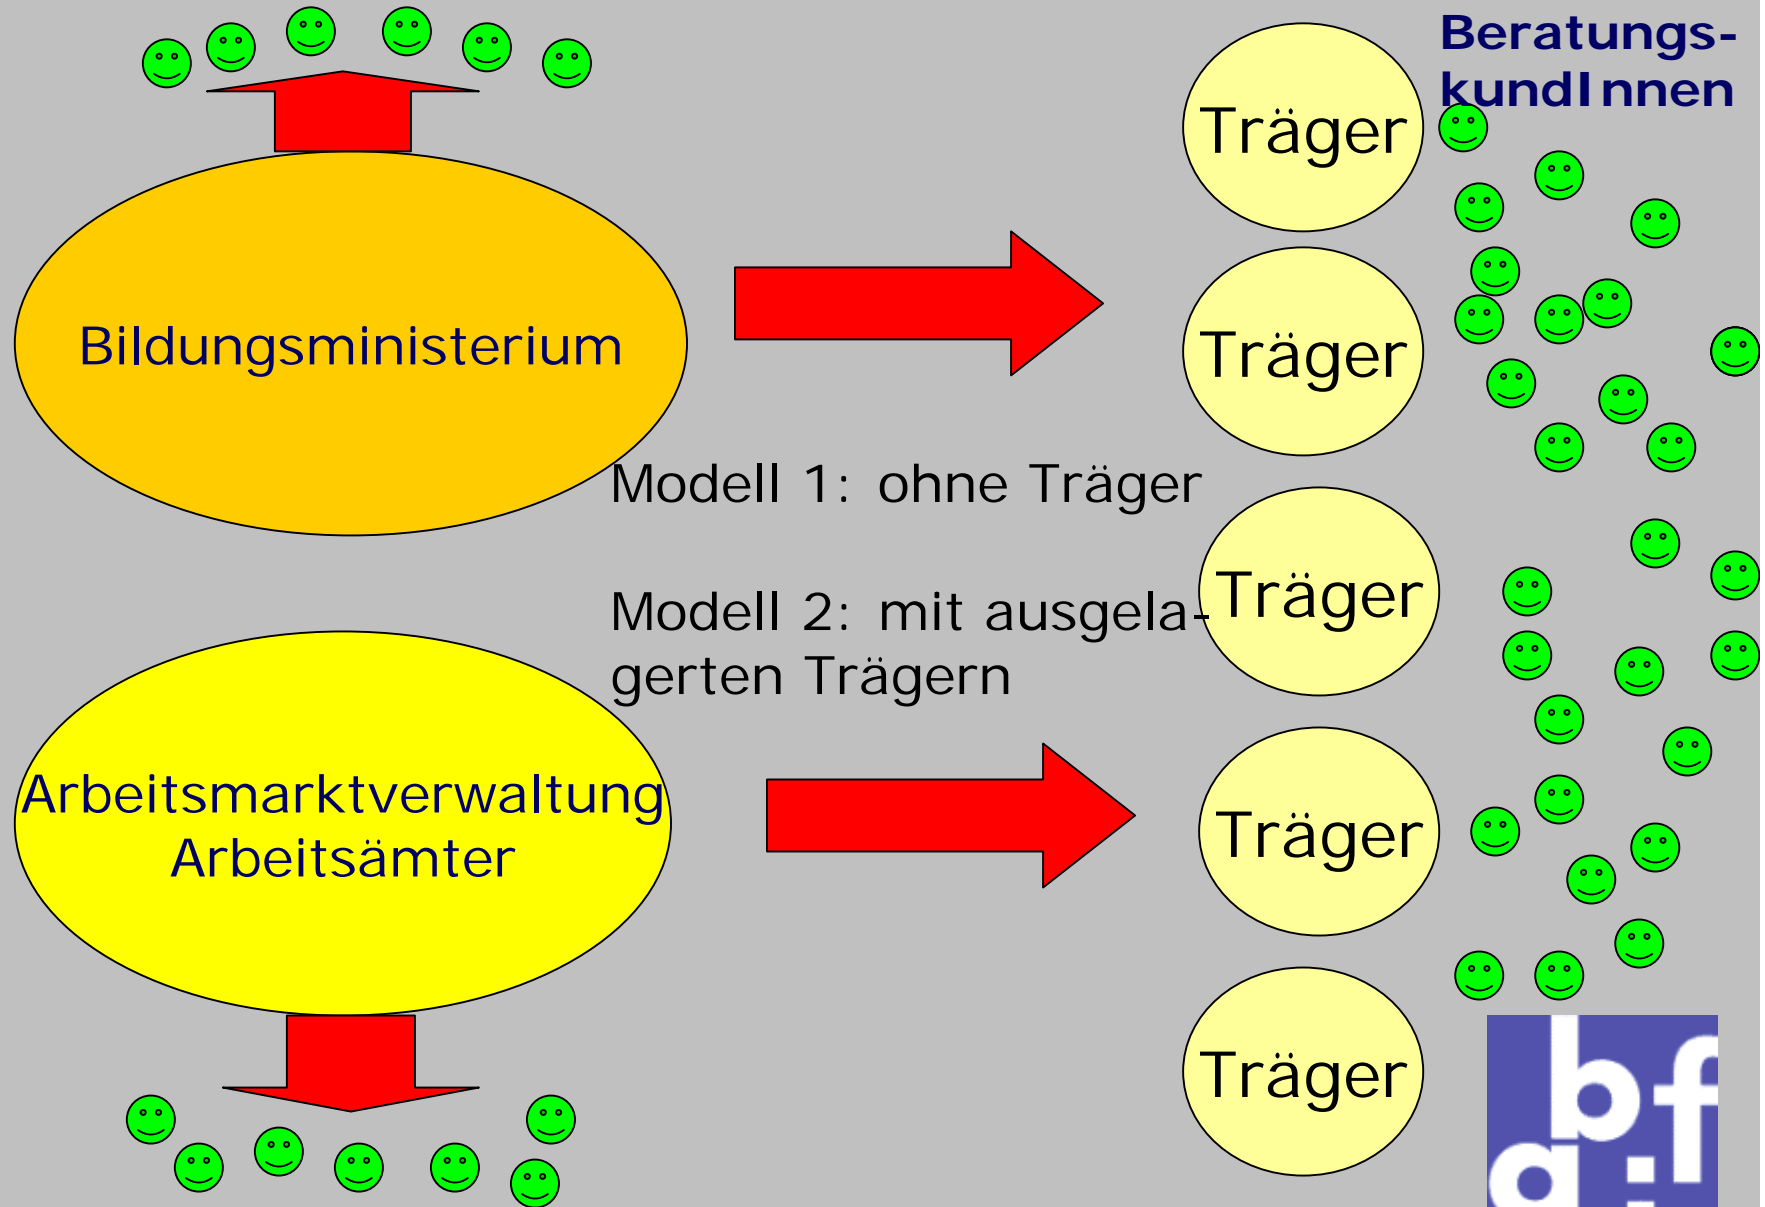 Beratungs-
kundInnen
Träger
Bildungsministerium
Träger
Modell 1: ohne Träger
Träger
Modell 2: mit ausgela-
gerten Trägern
Arbeitsmarktverwaltung
Arbeitsämter
Träger
Träger
bf